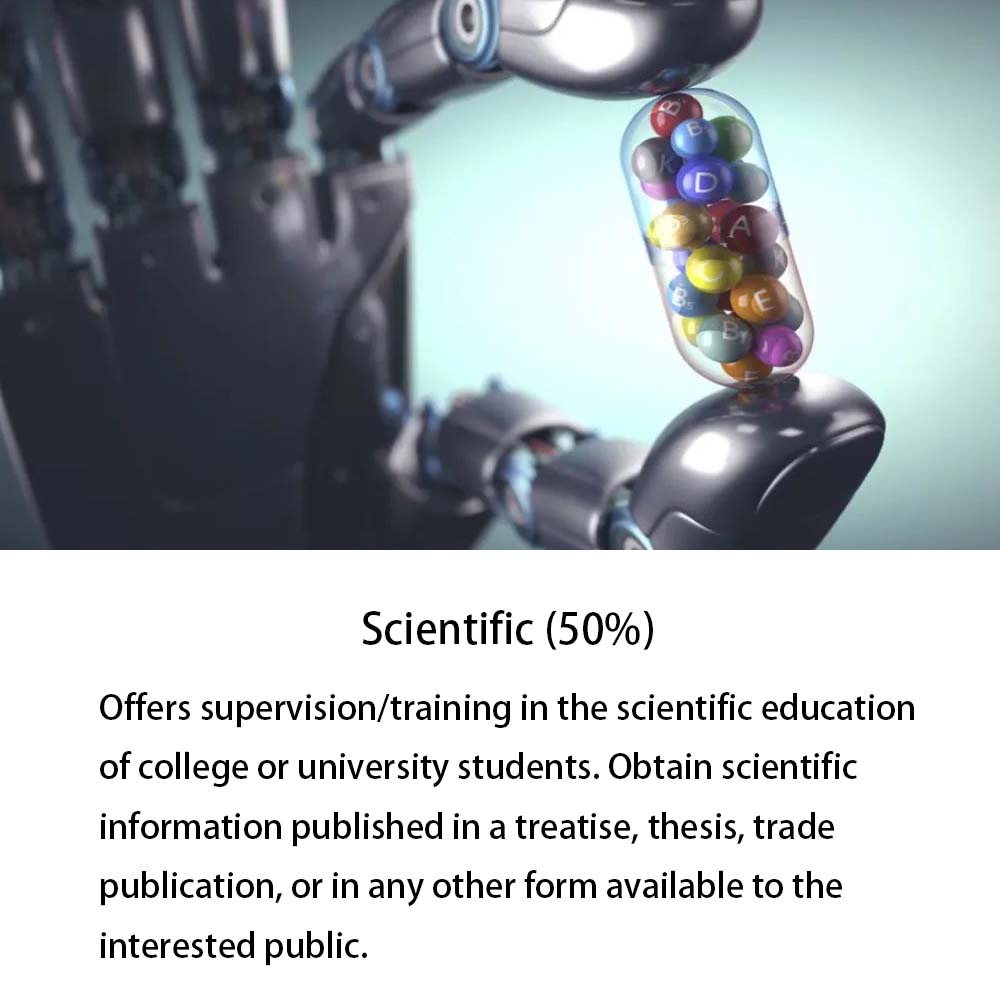 B
B
K
D
A
C
B₅
E
B
E
Scientific (50%)
Offers supervision/training in the scientific education
of college or university students. Obtain scientific
information published in a treatise, thesis, trade
publication, or in any other form available to the
interested public.